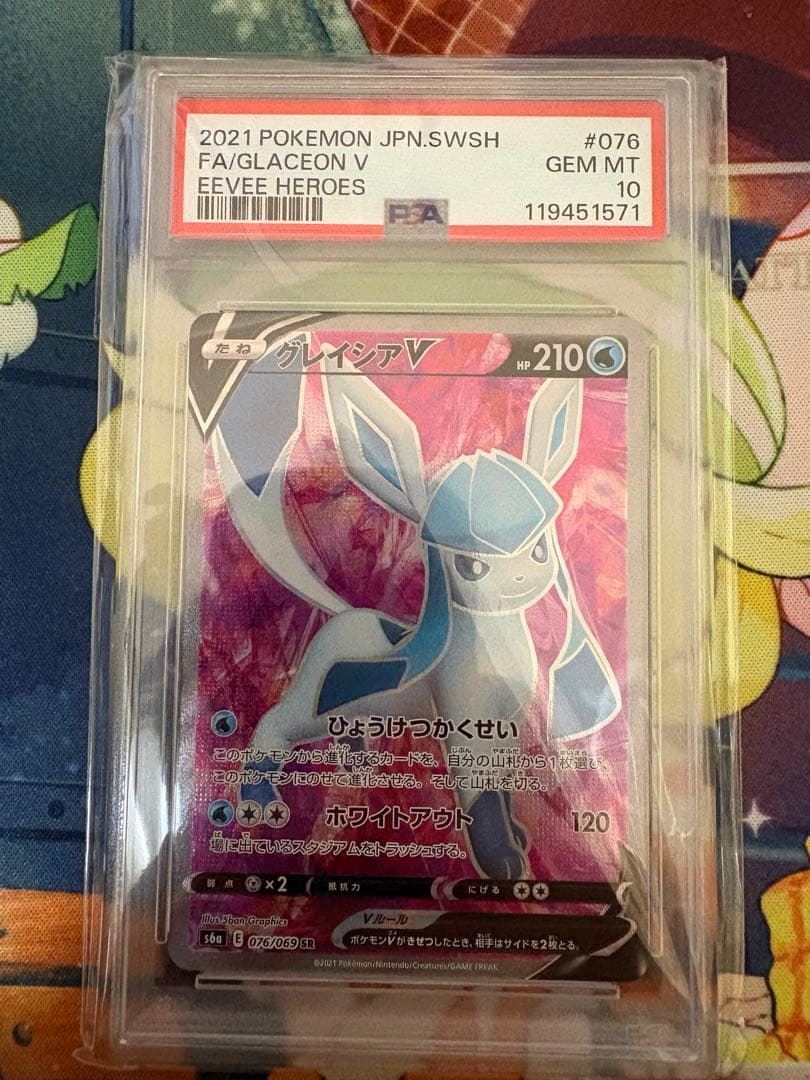 2021 POKEMON JPN.SWSH #076
FA/GLACEON V GEM MT
EEVEE HEROES 10
PSA 119451571
たね グレイシアV HP 210
ひょうけつかくせい
このポケモンから進化するカードを、自分の山札から1枚選び、
このポケモンにのせて進化させる。そして山札を切る。
ホワイトアウト 120
場に出ているスタジアムをトラッシュする。
弱点 ×2 抵抗力 にげる
Illus. 5ban Graphics Vルール
s6a E 076/069 SR ポケモンVがきぜつしたとき、相手はサイドを2枚とる。
©2021 Pokémon/Nintendo/Creatures/GAME FREAK